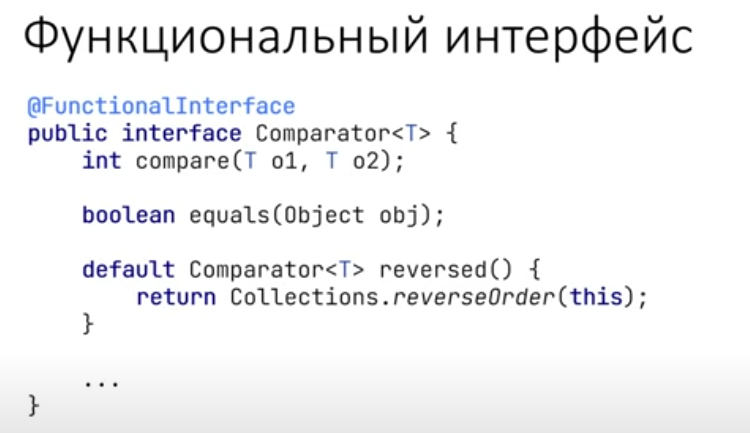 Функциональный интерфейс
@FunctionalInterface
public interface Comparator<T> {
    int compare(T o1, T o2);
    boolean equals(Object obj);
    default Comparator<T> reversed() {
        return Collections.reverseOrder(this);
    }
    ...
}